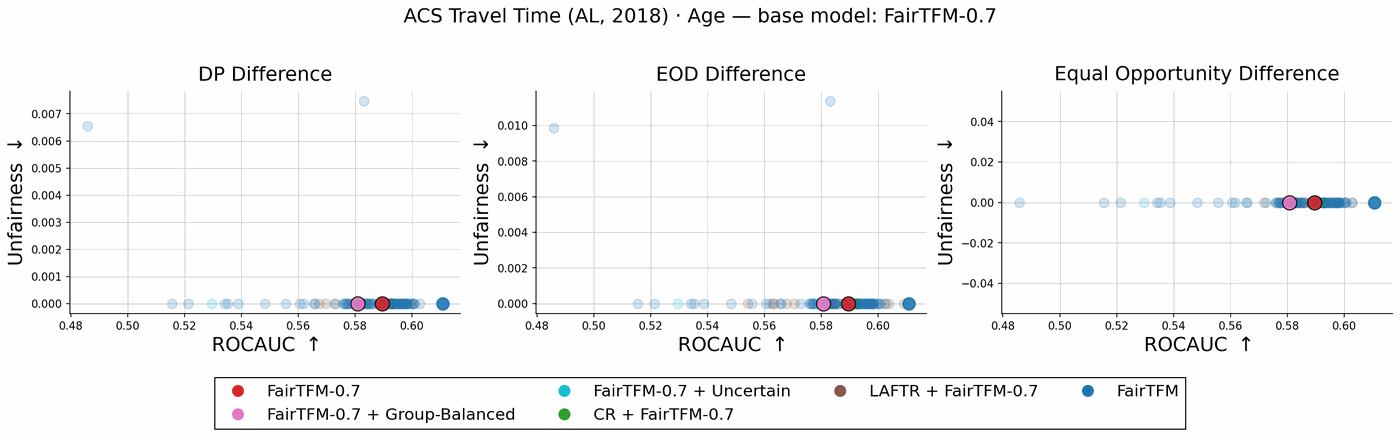 ACS Travel Time (AL, 2018) · Age — base model: FairTFM-0.7
DP Difference
EOD Difference
Equal Opportunity Difference
Unfairness ↓
0.007
0.006
0.005
0.004
0.003
0.002
0.001
0.000
0.48 0.50 0.52 0.54 0.56 0.58 0.60
ROCAUC ↑
Unfairness ↓
0.010
0.008
0.006
0.004
0.002
0.000
0.48 0.50 0.52 0.54 0.56 0.58 0.60
ROCAUC ↑
Unfairness ↓
0.04
0.02
0.00
−0.02
−0.04
0.48 0.50 0.52 0.54 0.56 0.58 0.60
ROCAUC ↑
FairTFM-0.7
FairTFM-0.7 + Uncertain
LAFTR + FairTFM-0.7
FairTFM
FairTFM-0.7 + Group-Balanced
CR + FairTFM-0.7